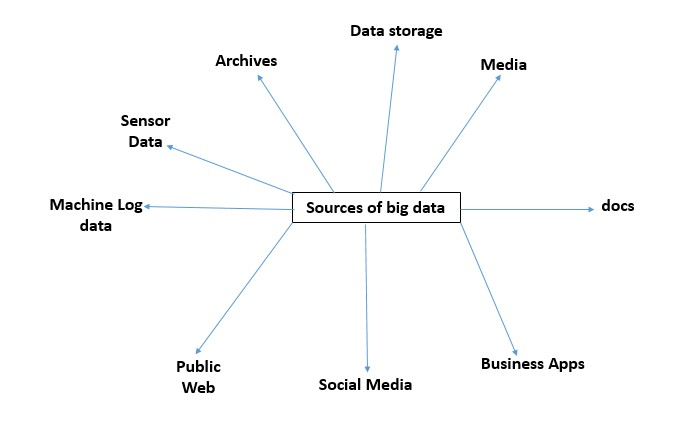 Data storage
Archives
Media
Sensor
Data
Machine Log
data
Sources of big data
docs
Public
Web
Social Media
Business Apps